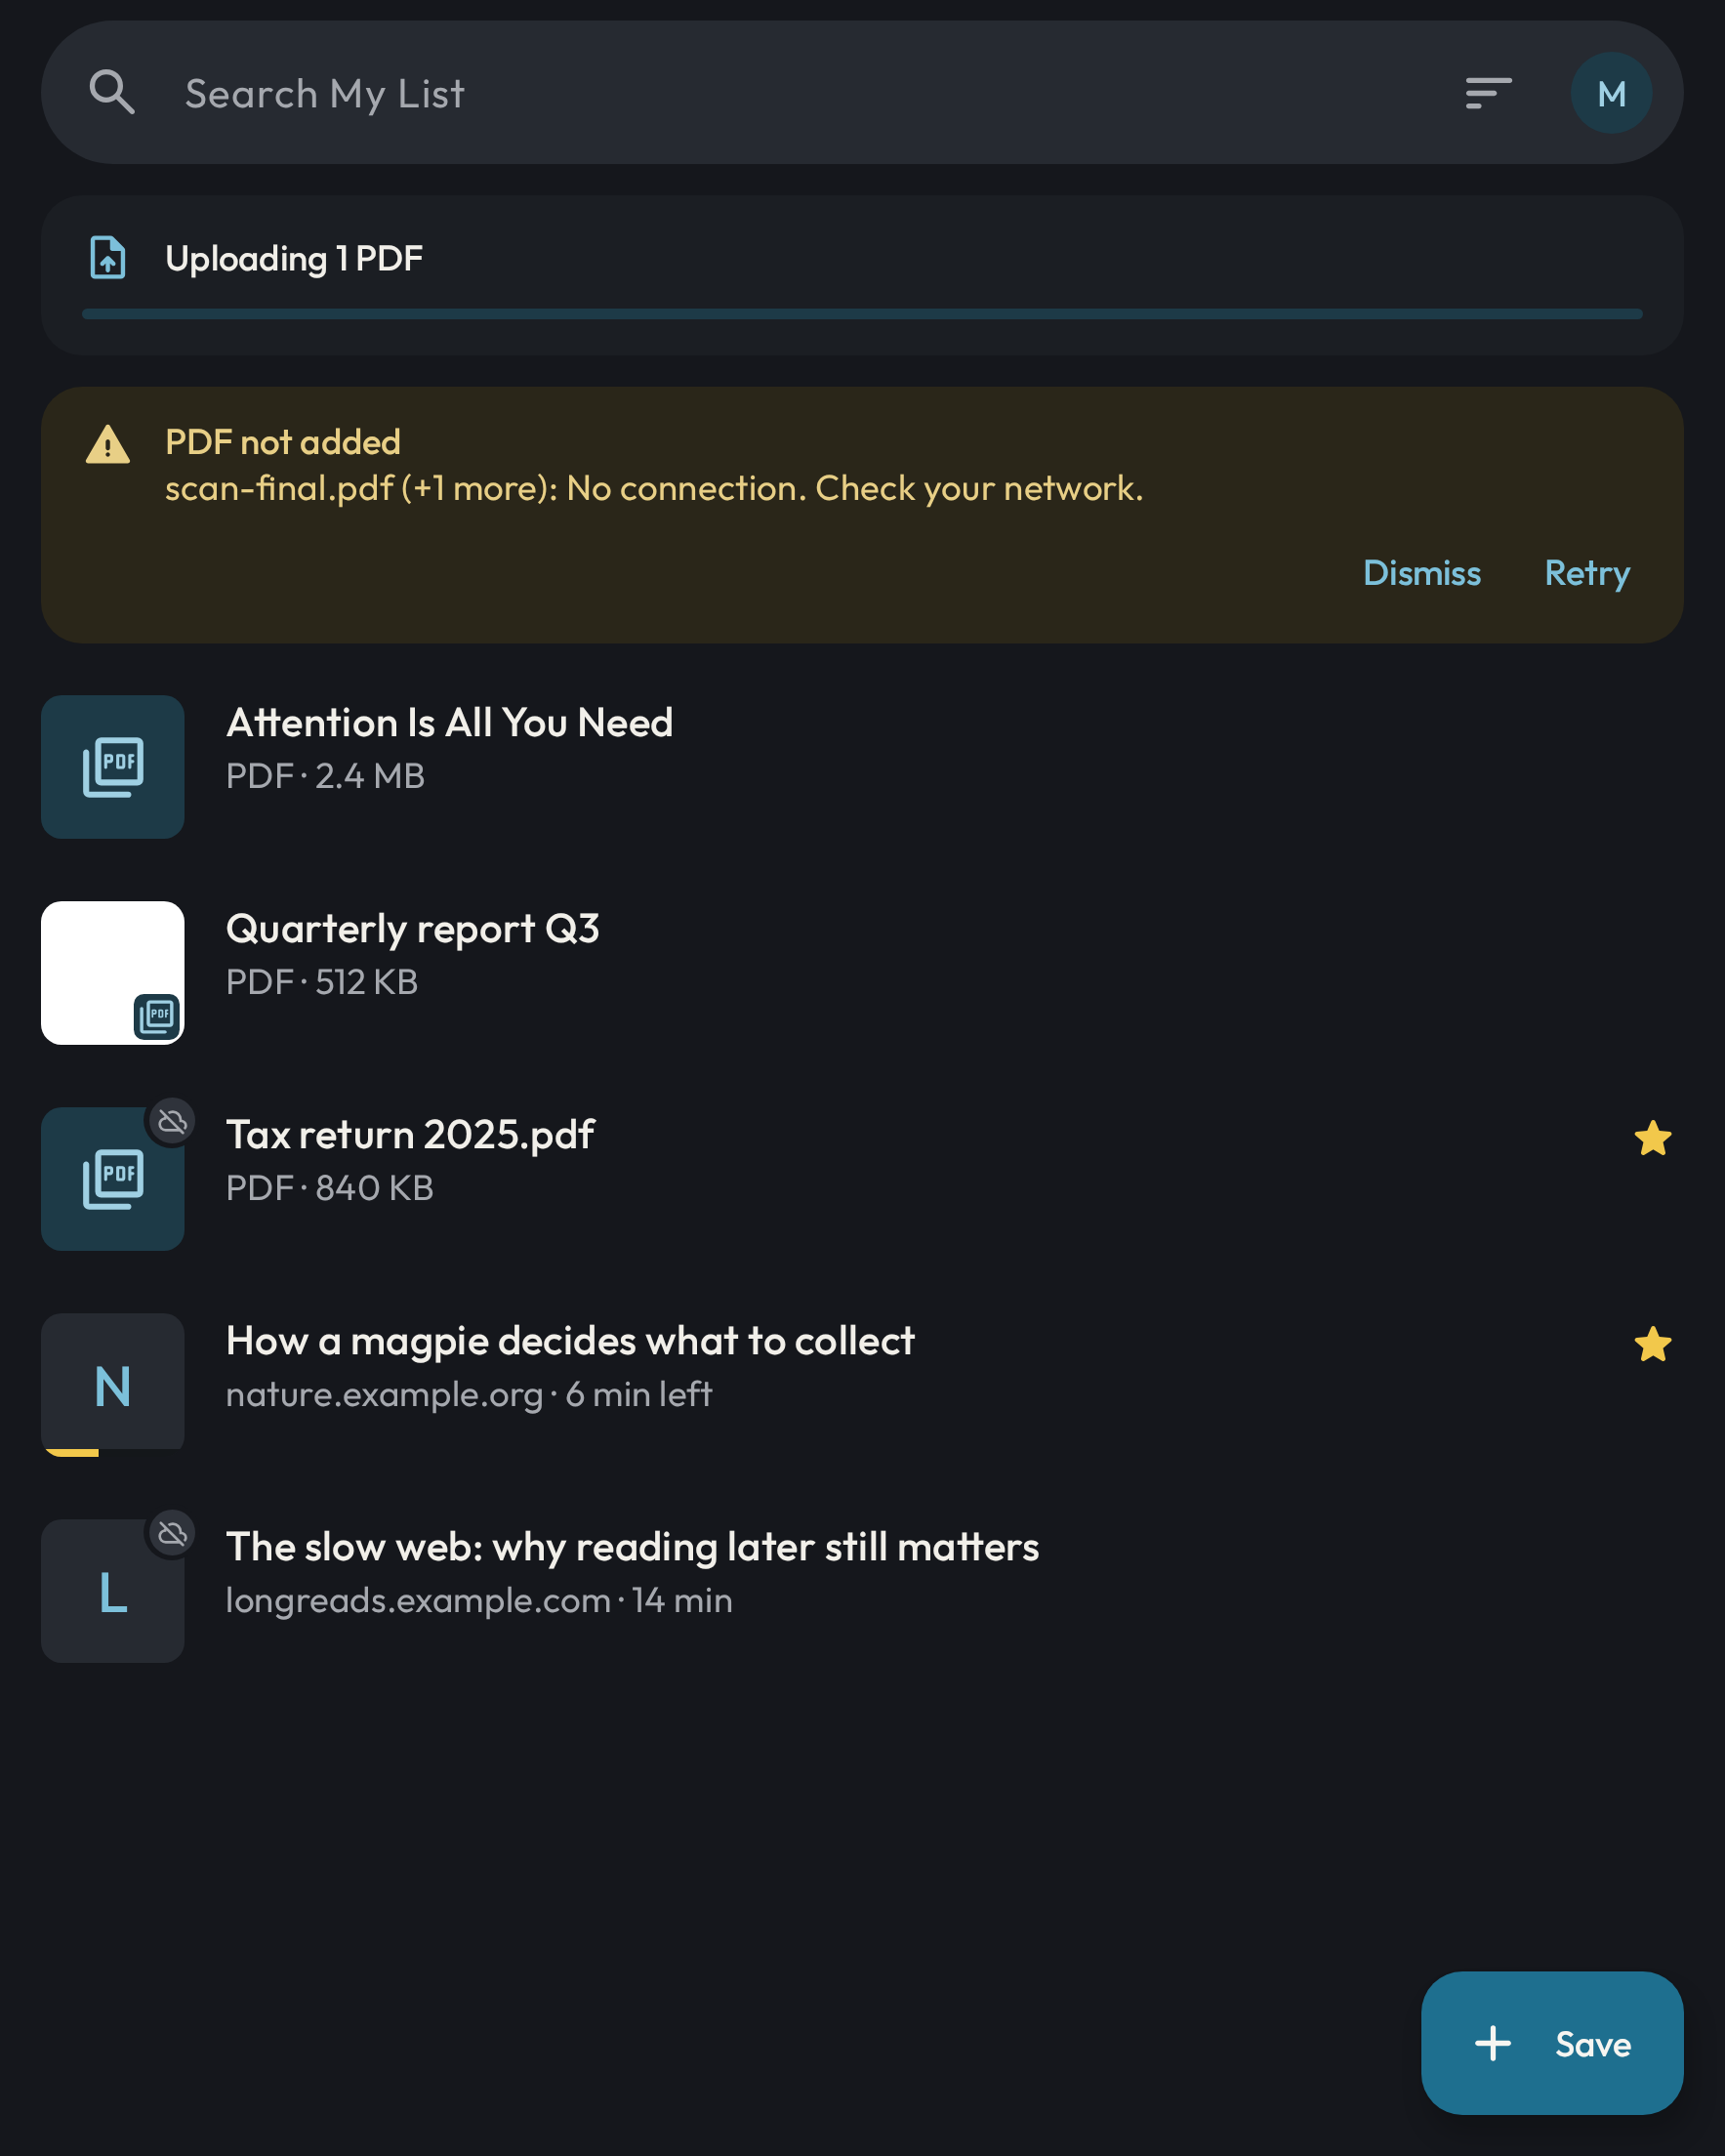 Search My List
M
Uploading 1 PDF
PDF not added
scan-final.pdf (+1 more): No connection. Check your network.
Dismiss Retry
Attention Is All You Need
PDF
PDF · 2.4 MB
Quarterly report Q3
PDF · 512 KB
PDF
Tax return 2025.pdf
PDF
PDF · 840 KB
How a magpie decides what to collect
N
nature.example.org · 6 min left
The slow web: why reading later still matters
L
longreads.example.com · 14 min
Save